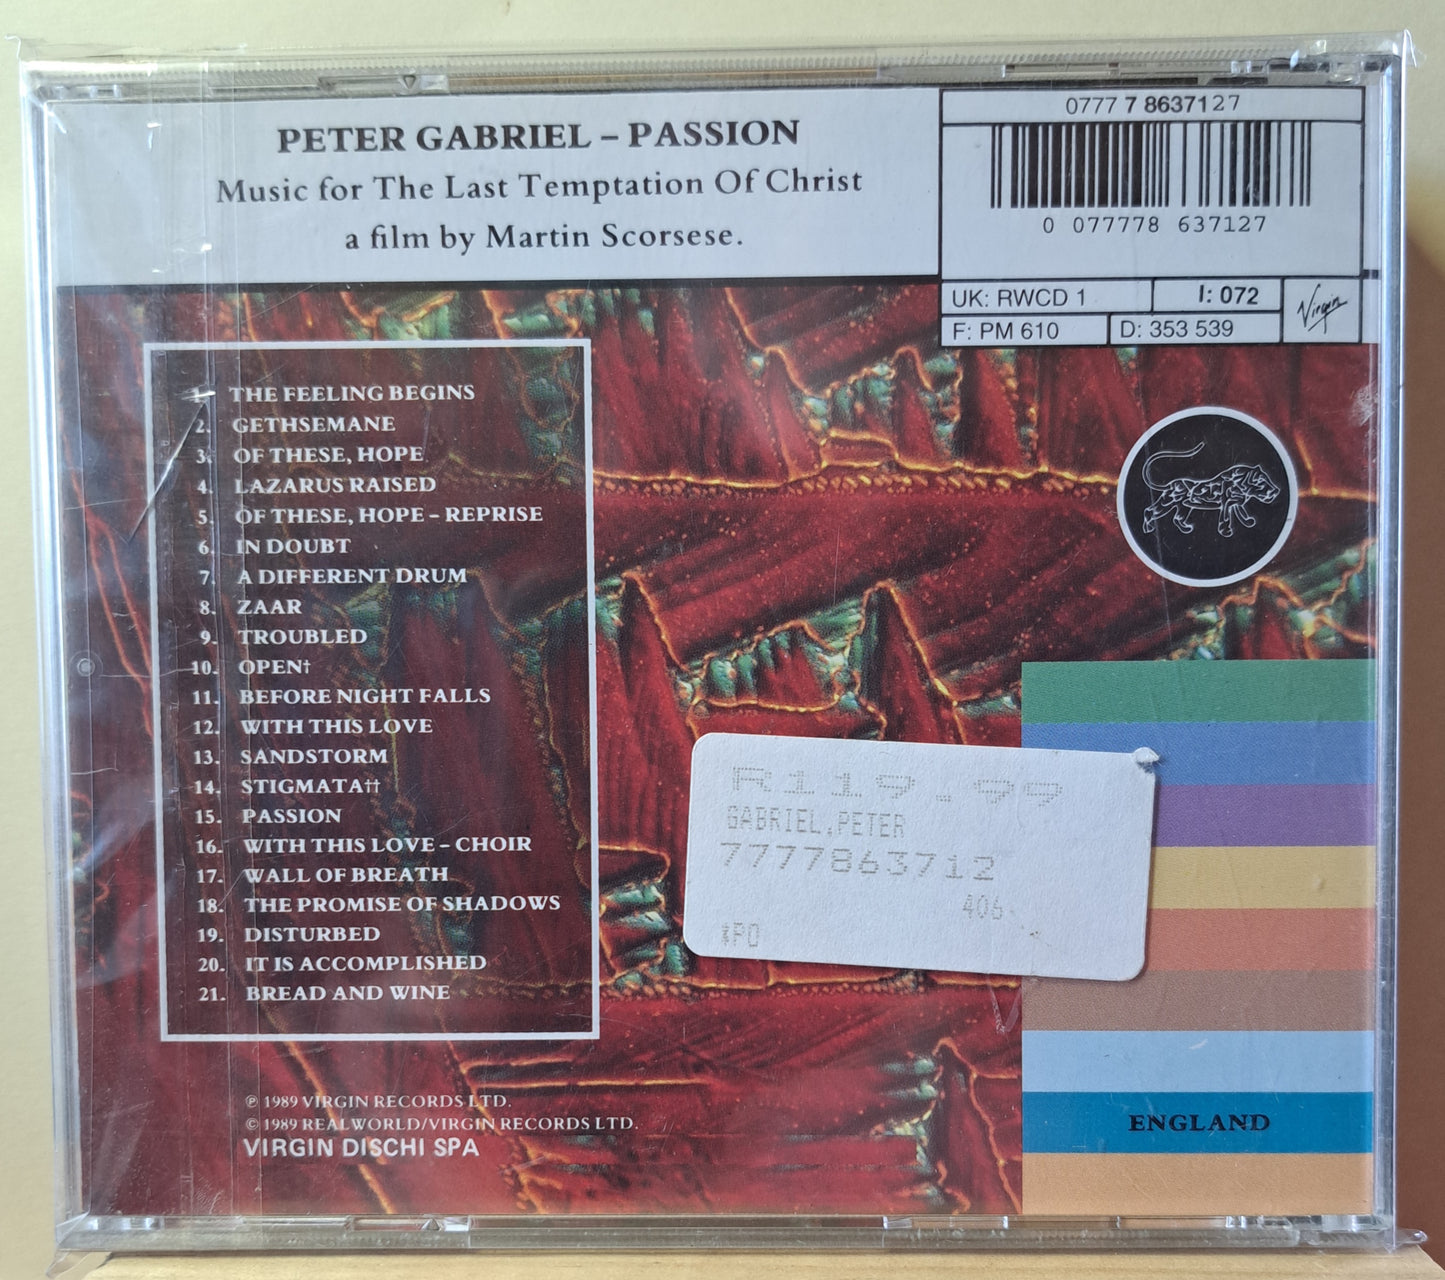 PETER GABRIEL – PASSION
Music for The Last Temptation Of Christ
a film by Martin Scorsese.
0777 7 8637127
0 077778 637127
UK: RWCD 1
I: 072
F: PM 610
D: 353 539
Virgin
1. THE FEELING BEGINS
2. GETHSEMANE
3. OF THESE, HOPE
4. LAZARUS RAISED
5. OF THESE, HOPE – REPRISE
6. IN DOUBT
7. A DIFFERENT DRUM
8. ZAAR
9. TROUBLED
10. OPEN†
11. BEFORE NIGHT FALLS
12. WITH THIS LOVE
13. SANDSTORM
14. STIGMATA††
15. PASSION
16. WITH THIS LOVE – CHOIR
17. WALL OF BREATH
18. THE PROMISE OF SHADOWS
19. DISTURBED
20. IT IS ACCOMPLISHED
21. BREAD AND WINE
R119.99
GABRIEL,PETER
7777863712
406
*PO
℗ 1989 VIRGIN RECORDS LTD.
© 1989 REALWORLD/VIRGIN RECORDS LTD.
VIRGIN DISCHI SPA
ENGLAND